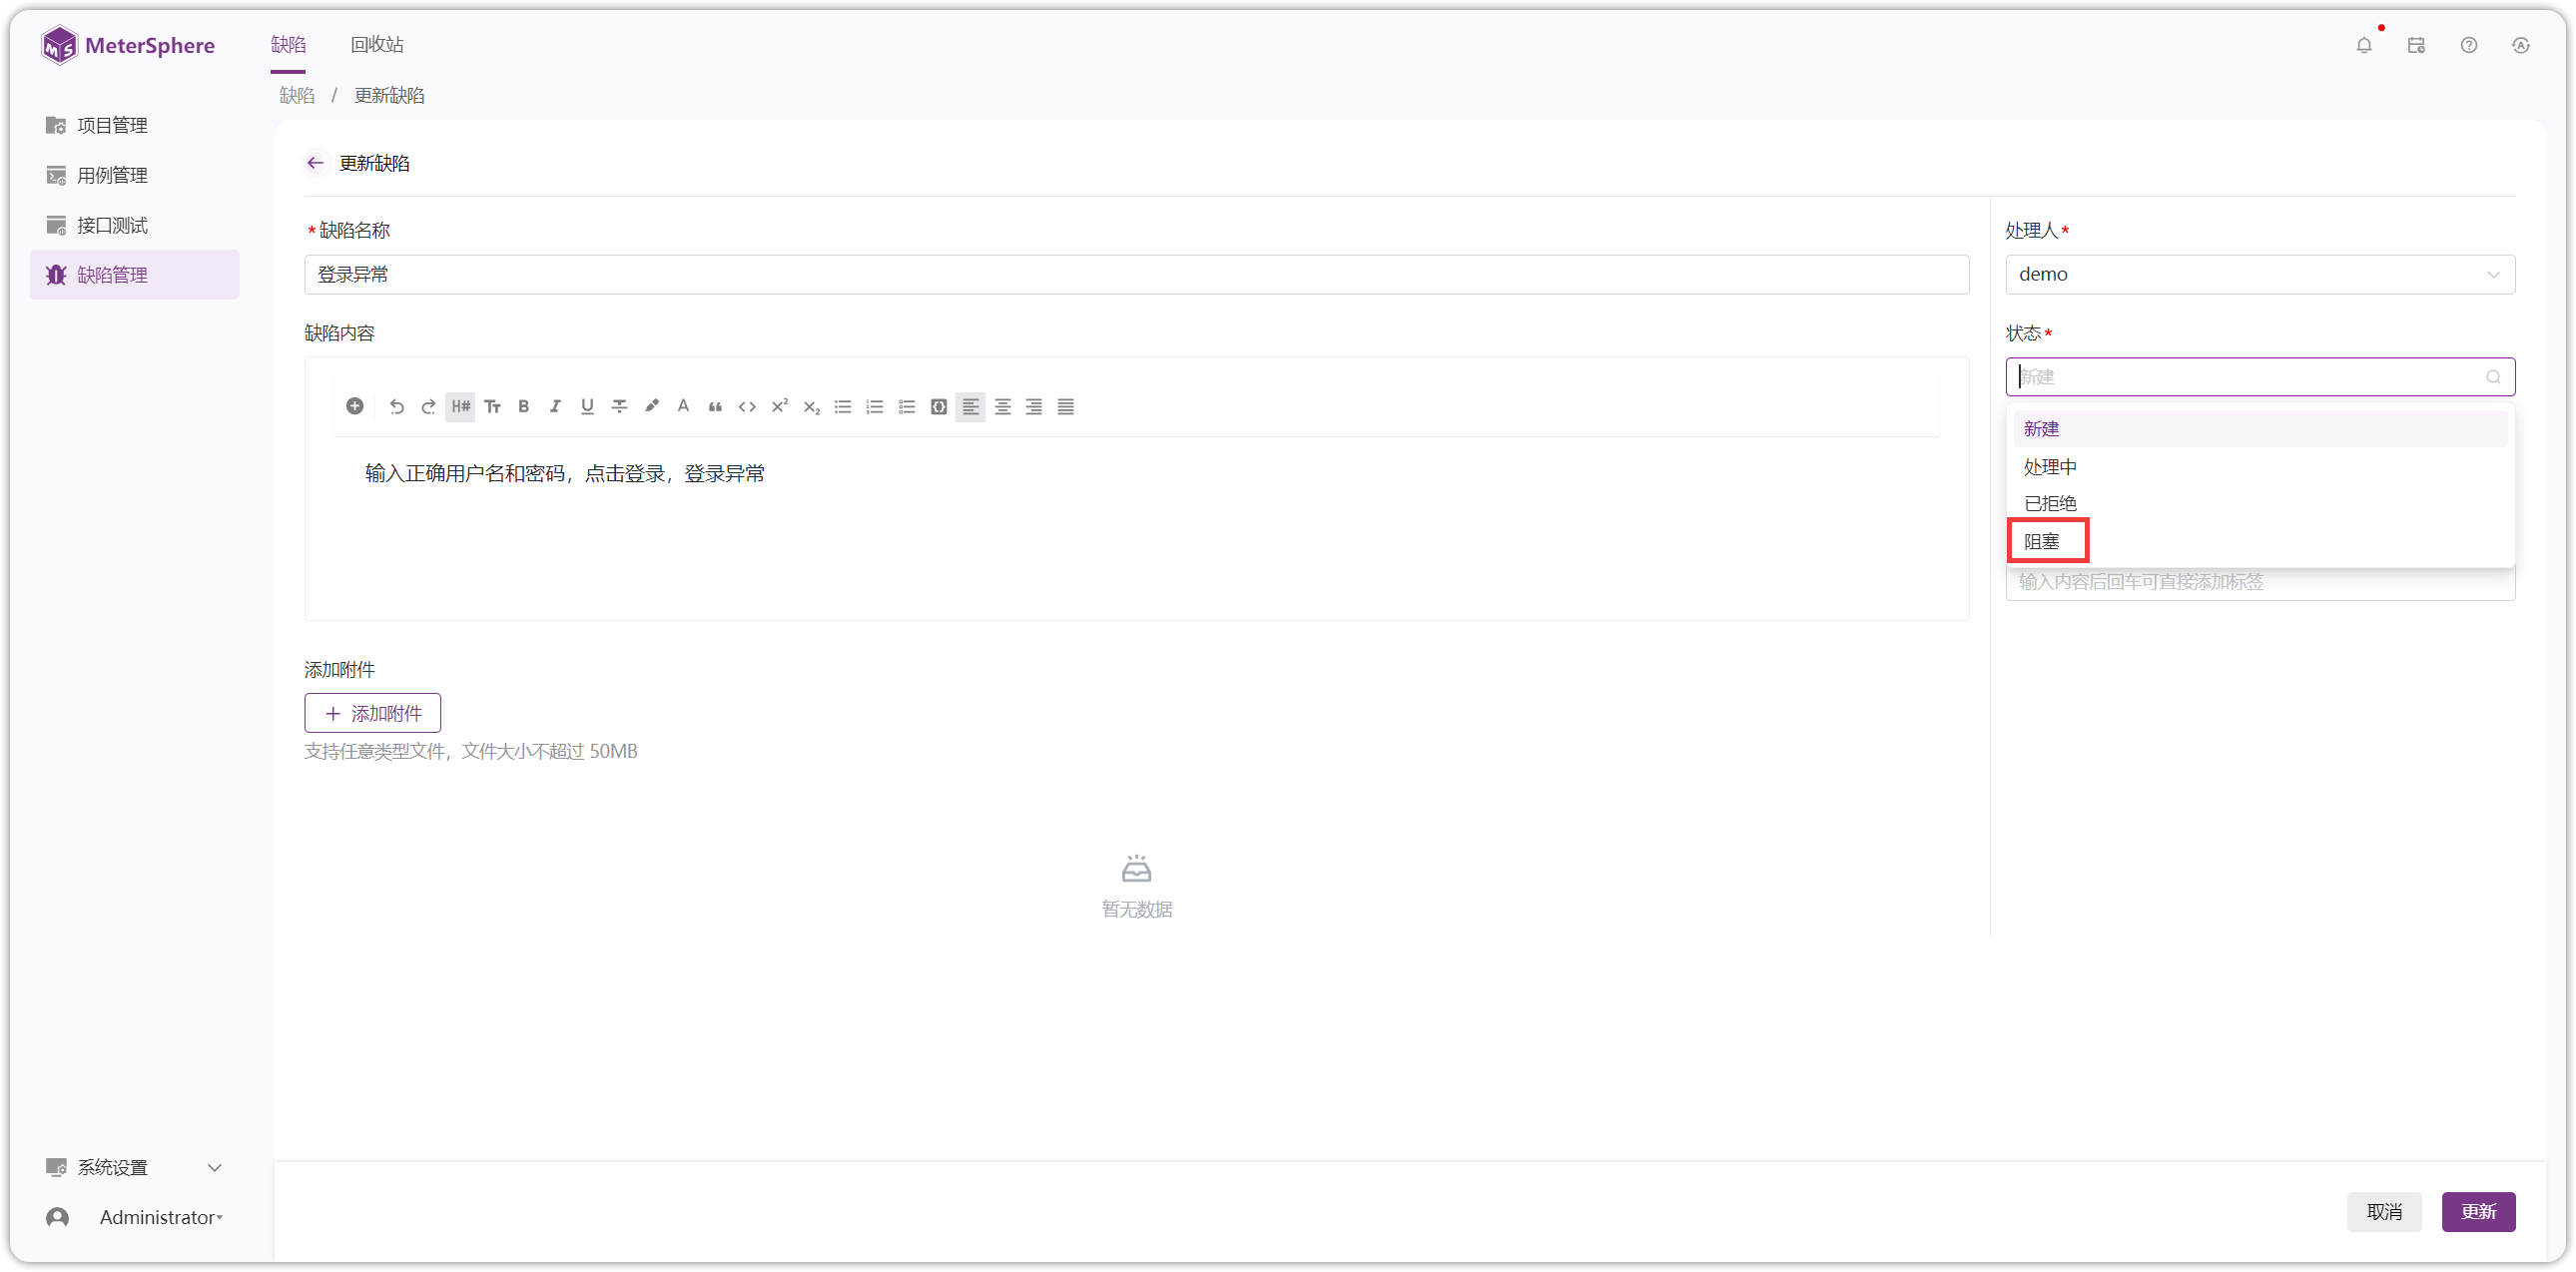 MeterSphere
缺陷 回收站
缺陷 / 更新缺陷
项目管理
用例管理
接口测试
缺陷管理
更新缺陷
*缺陷名称
登录异常
缺陷内容
输入正确用户名和密码，点击登录，登录异常
添加附件
+ 添加附件
支持任意类型文件，文件大小不超过 50MB
暂无数据
处理人*
demo
状态*
新建
新建
处理中
已拒绝
阻塞
输入内容后回车可直接添加标签
系统设置
Administrator
取消 更新